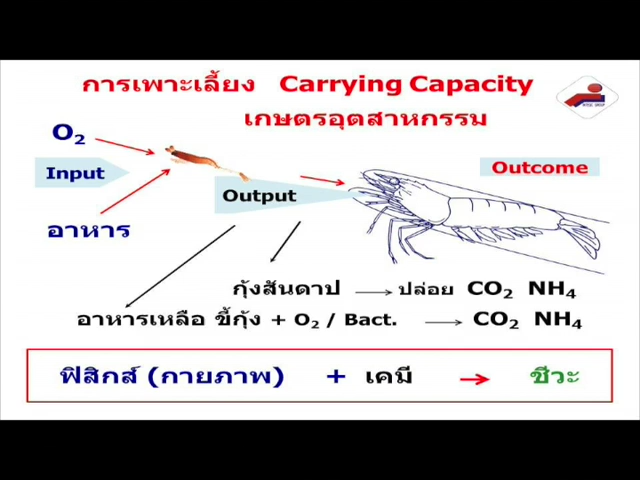 การเพาะเลี้ยง Carrying Capacity
เกษตรอุตสาหกรรม
O₂
Input
อาหาร
Output
Outcome
กุ้งสันดาป → ปล่อย CO₂ NH₄
อาหารเหลือ ขี้กุ้ง + O₂ / Bact. → CO₂ NH₄
ฟิสิกส์ (กายภาพ) + เคมี → ชีวะ